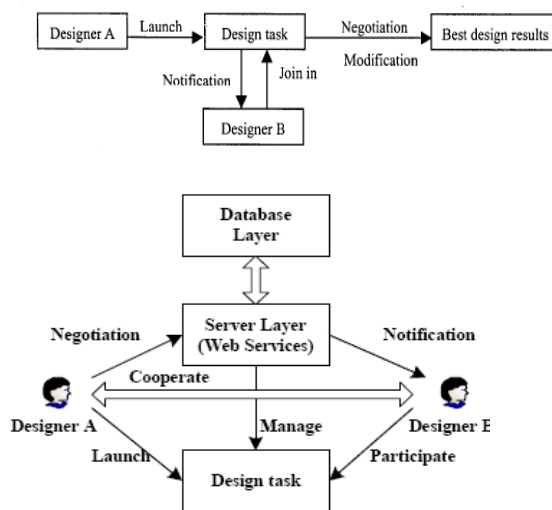 Designer A
Launch
Design task
Negotiation
Modification
Best design results
Notification
Join in
Designer B
Database
Layer
Server Layer
(Web Services)
Negotiation
Notification
Cooperate
Designer A
Designer E
Manage
Launch
Participate
Design task